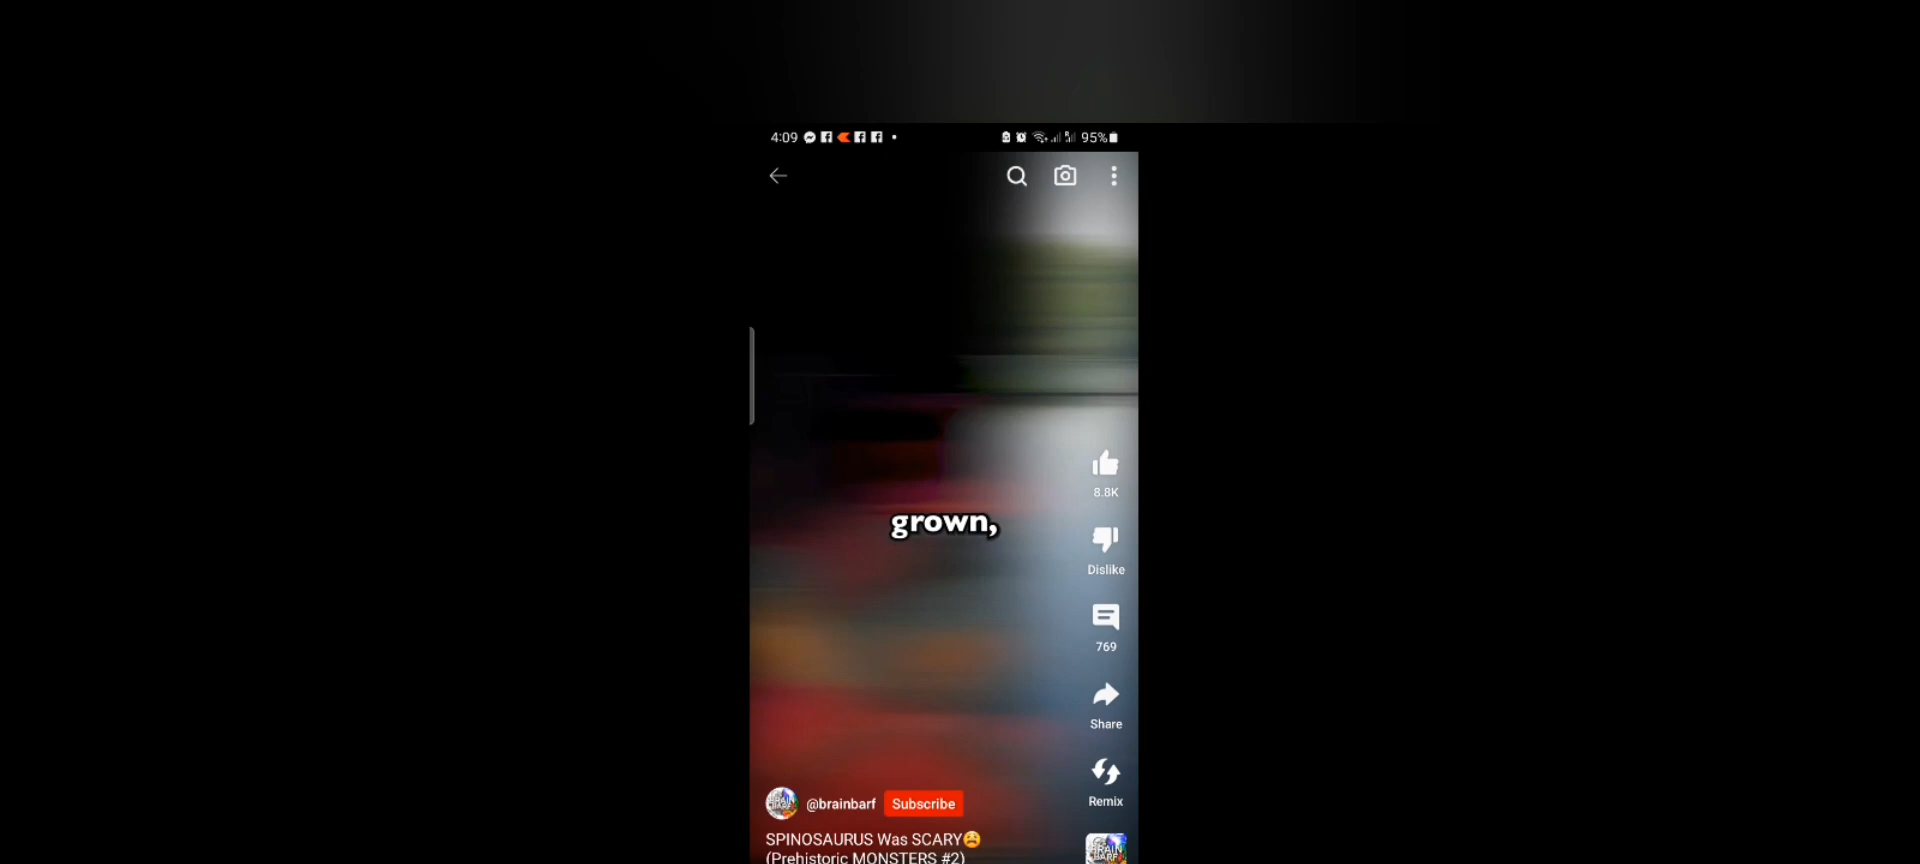 4:09
95%
8.8K
grown,
Dislike
769
Share
Remix
@brainbarf Subscribe
SPINOSAURUS Was SCARY😩
(Prehistoric MONSTERS #2)